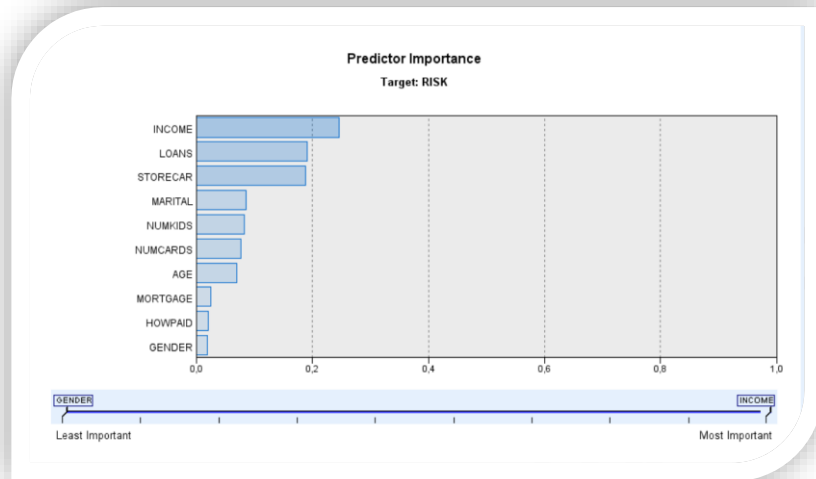 Predictor Importance
Target: RISK
INCOME
LOANS
STORECAR
MARITAL
NUMKIDS
NUMCARDS
AGE
MORTGAGE
HOWPAID
GENDER
0,0 0,2 0,4 0,6 0,8 1,0
GENDER INCOME
Least Important Most Important